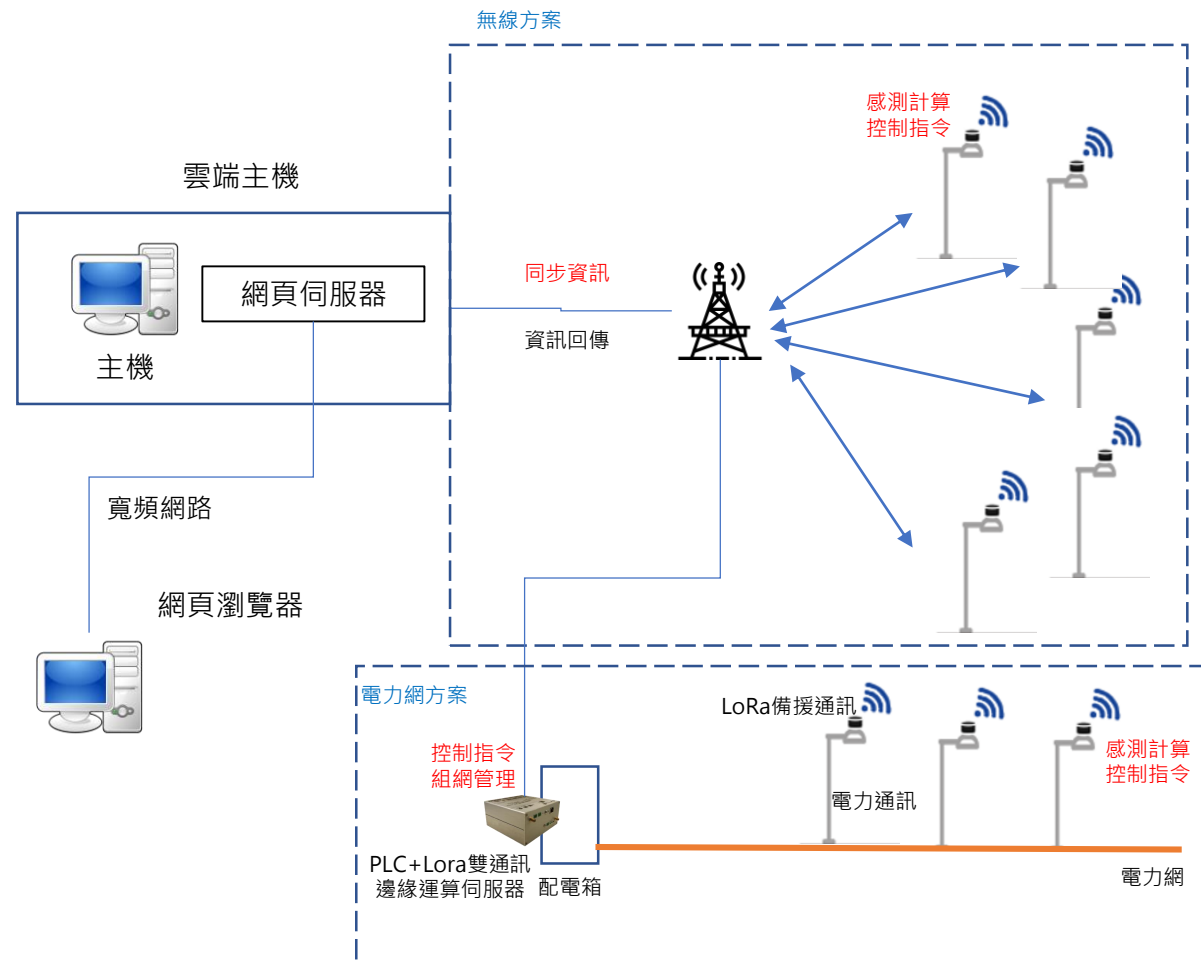 無線方案
感測計算
控制指令
雲端主機
網頁伺服器
主機
同步資訊
資訊回傳
寬頻網路
網頁瀏覽器
電力網方案
LoRa備援通訊
控制指令
組網管理
感測計算
控制指令
電力通訊
PLC+Lora雙通訊
邊緣運算伺服器
配電箱
電力網